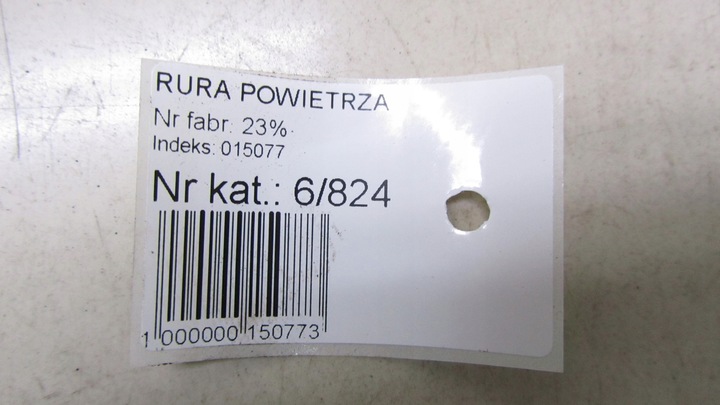 RURA POWIETRZA
Nr fabr: 23%
Indeks: 015077
Nr kat.: 6/824
1 000000 150773